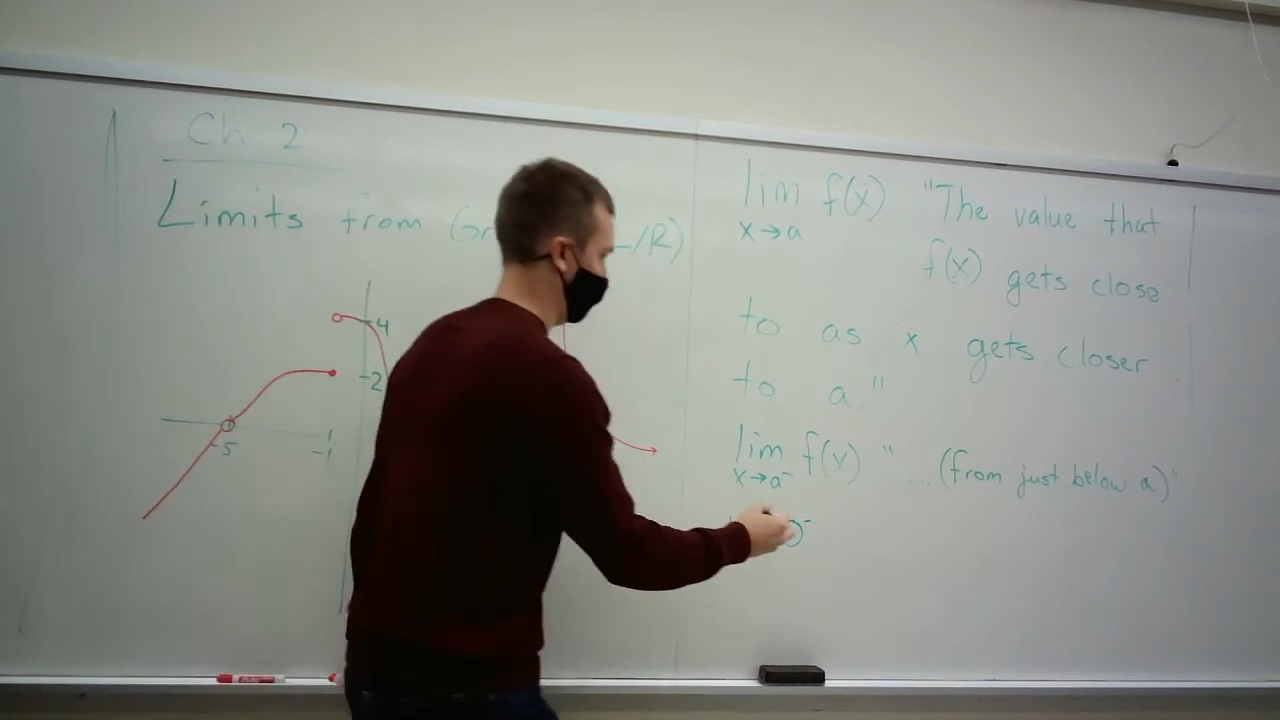 Ch 2
Limits from
/R)
4
2
-5
-1
lim f(x) "The value that
x→a
f(x) gets close
to as x gets closer
to a."
lim f(x) " ... (from just below a)"
x→a⁻